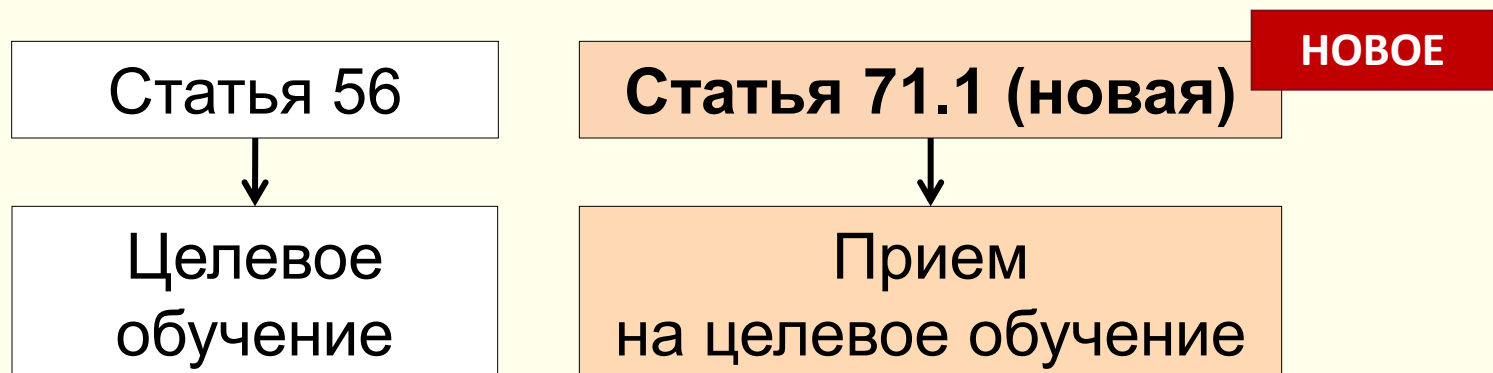 НОВОЕ
Статья 56
Статья 71.1 (новая)
Целевое
обучение
Прием
на целевое обучение